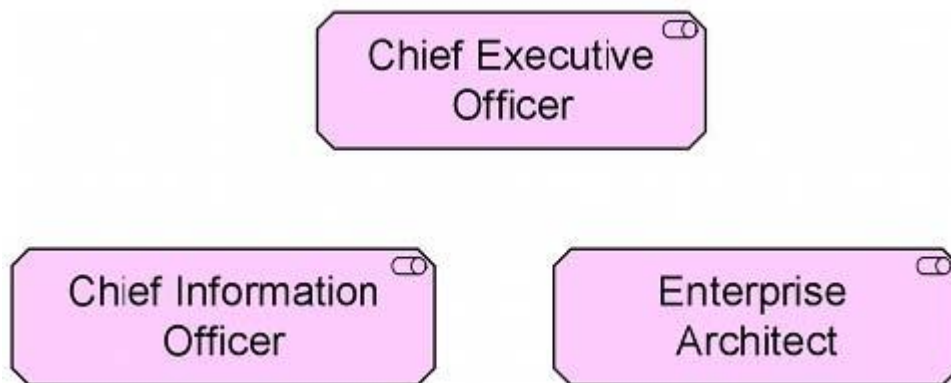 Chief Executive
Officer
Chief Information
Officer
Enterprise
Architect